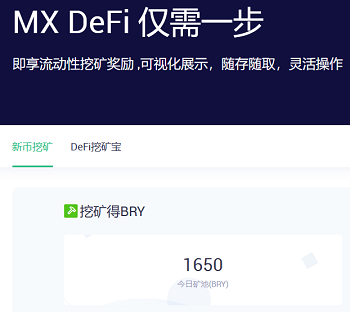 MX DeFi 仅需一步
即享流动性挖矿奖励 ,可视化展示，随存随取，灵活操作
新币挖矿 DeFi挖矿宝
挖矿得BRY
1650
今日矿池(BRY)